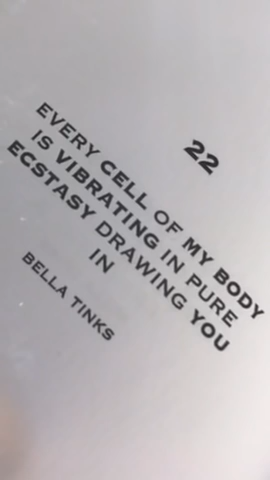 22
EVERY CELL OF MY BODY
IS VIBRATING IN PURE
ECSTASY DRAWING YOU
IN
BELLA TINKS